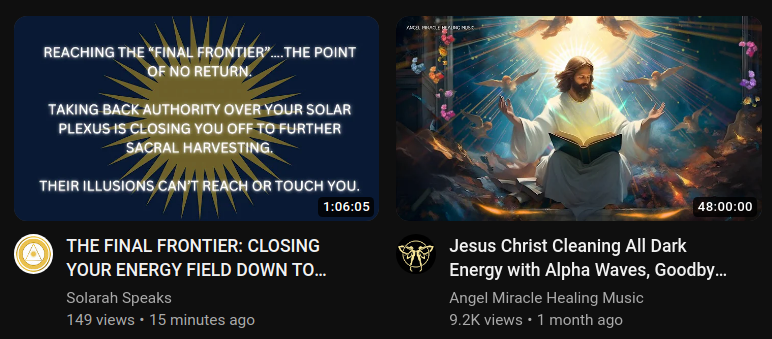 REACHING THE “FINAL FRONTIER”....THE POINT
OF NO RETURN.
TAKING BACK AUTHORITY OVER YOUR SOLAR
PLEXUS IS CLOSING YOU OFF TO FURTHER
SACRAL HARVESTING.
THEIR ILLUSIONS CAN’T REACH OR TOUCH YOU.
1:06:05
THE FINAL FRONTIER: CLOSING
YOUR ENERGY FIELD DOWN TO…
Solarah Speaks
149 views • 15 minutes ago
ANGEL MIRACLE HEALING MUSIC
48:00:00
Jesus Christ Cleaning All Dark
Energy with Alpha Waves, Goodby…
Angel Miracle Healing Music
9.2K views • 1 month ago